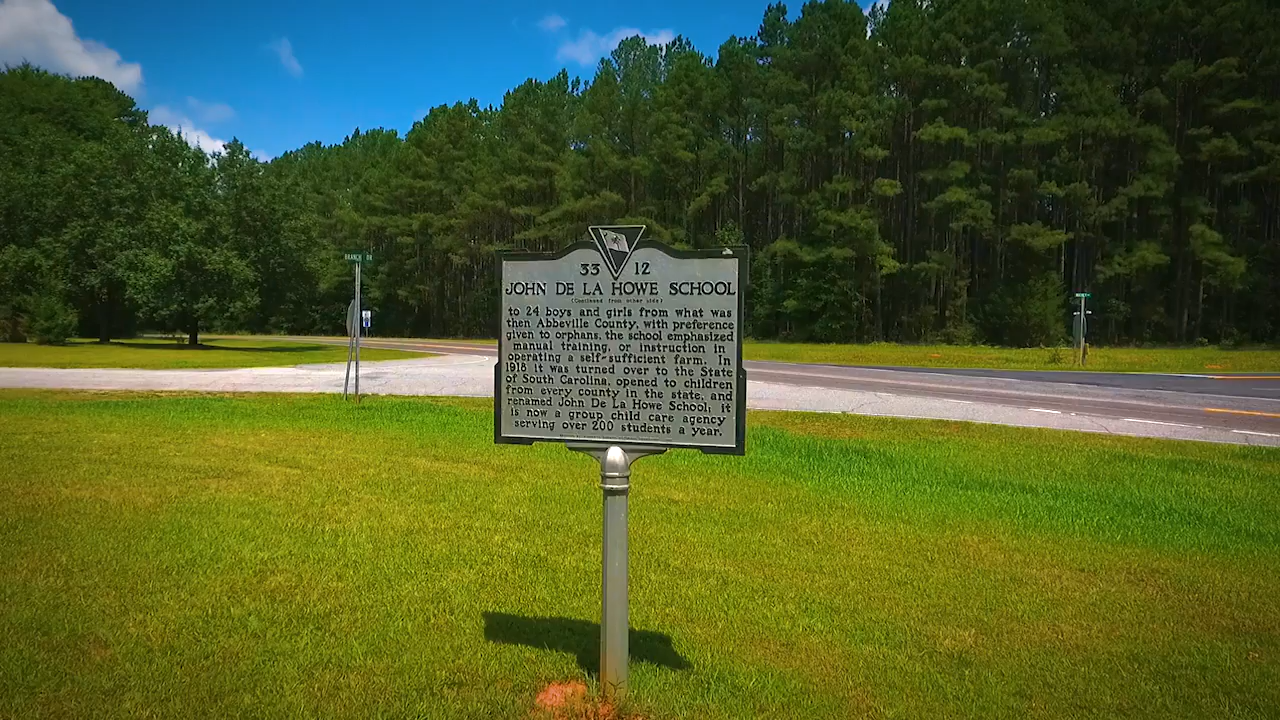 BRANCH DR
33 12
JOHN DE LA HOWE SCHOOL
(Continued from other side)
to 24 boys and girls from what was
then Abbeville County, with preference
given to orphans, the school emphasized
manual training, or instruction in
operating a self-sufficient farm. In
1918 it was turned over to the State
of South Carolina, opened to children
from every county in the state, and
renamed John De La Howe School; it
is now a group child care agency
serving over 200 students a year.